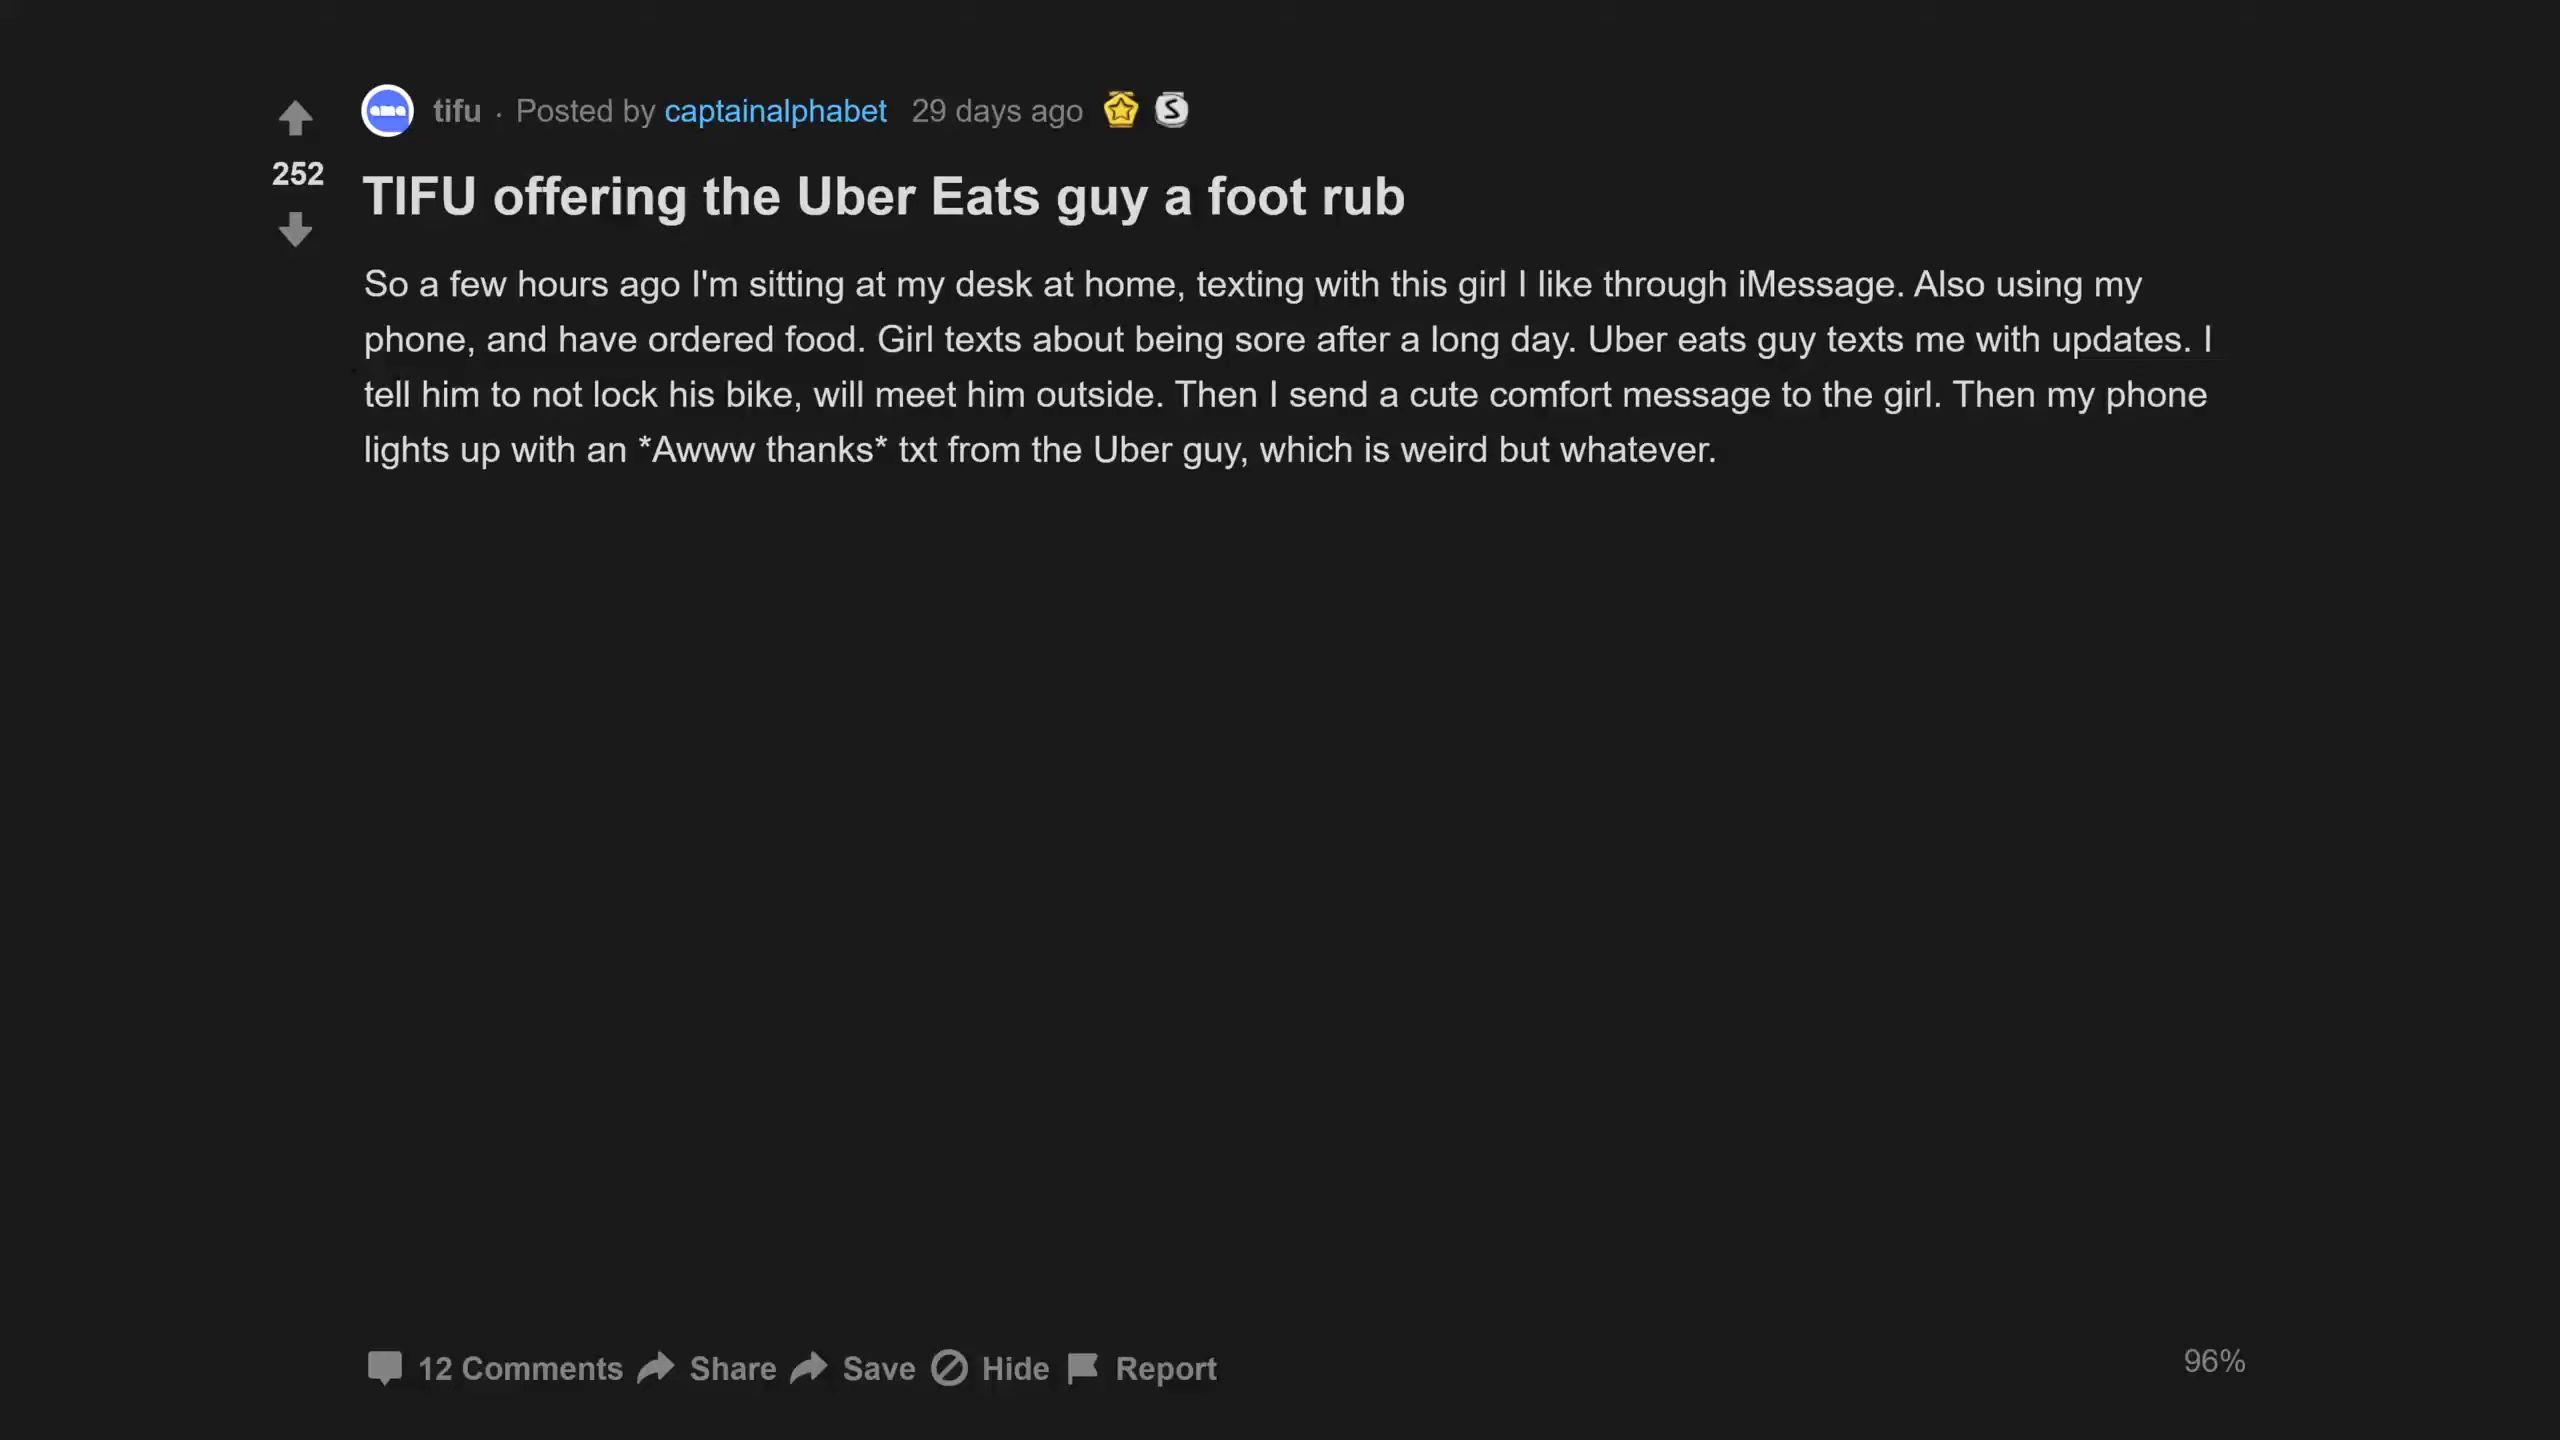 tifu · Posted by captainalphabet 29 days ago
252
TIFU offering the Uber Eats guy a foot rub
So a few hours ago I'm sitting at my desk at home, texting with this girl I like through iMessage. Also using my
phone, and have ordered food. Girl texts about being sore after a long day. Uber eats guy texts me with updates. I
tell him to not lock his bike, will meet him outside. Then I send a cute comfort message to the girl. Then my phone
lights up with an *Awww thanks* txt from the Uber guy, which is weird but whatever.
12 Comments Share Save Hide Report
96%